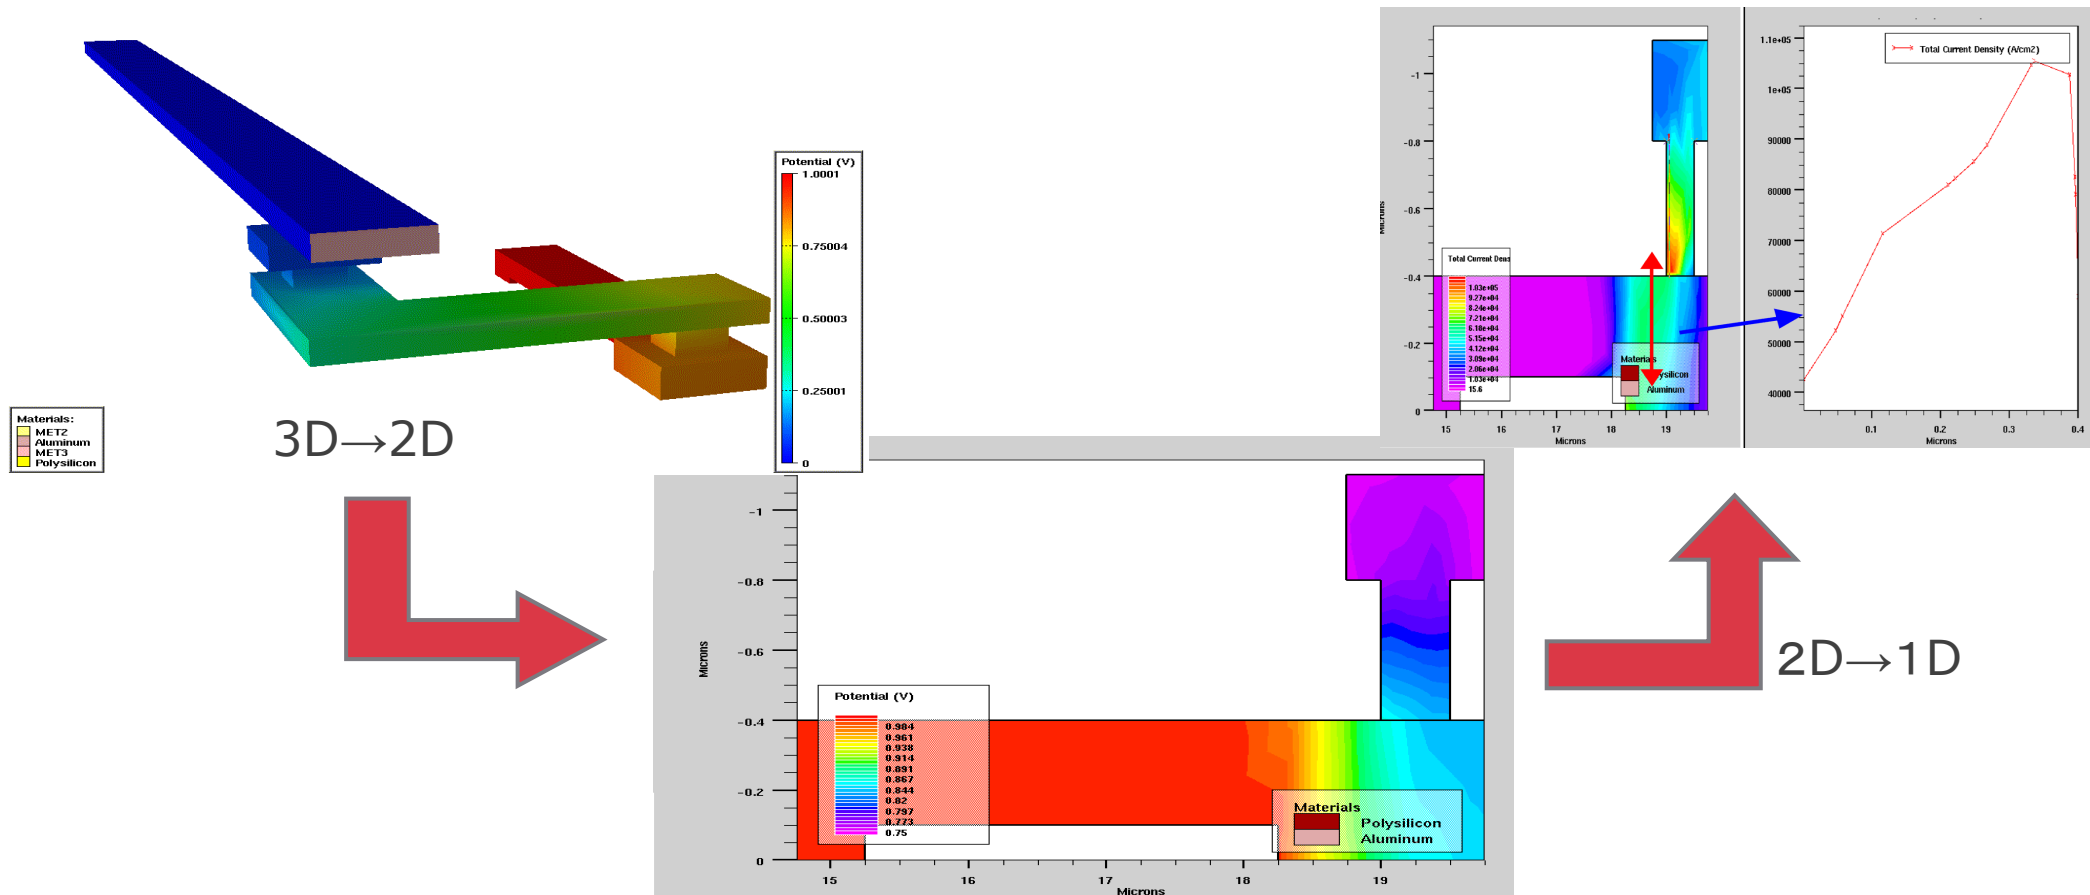 Potential (V)
1.0001
0.75004
0.50003
0.25001
0
Materials:
MET2
Aluminum
MET3
Polysilicon
3D→2D
Microns
-1
-0.8
-0.6
-0.4
-0.2
0
Total Current Dens
1.03e+05
9.27e+04
8.24e+04
7.21e+04
6.18e+04
5.15e+04
4.12e+04
3.09e+04
2.06e+04
1.03e+04
15.6
Materials
Aluminum
15
16
17
18
19
Microns
Total Current Density (A/cm2)
1.1e+05
1e+05
90000
80000
70000
60000
50000
40000
0.1
0.2
0.3
0.4
Microns
Microns
-1
-0.8
-0.6
-0.4
-0.2
0
Potential (V)
0.984
0.961
0.938
0.914
0.891
0.867
0.844
0.82
0.797
0.773
0.75
Materials
Polysilicon
Aluminum
15
16
17
18
19
Microns
2D→1D